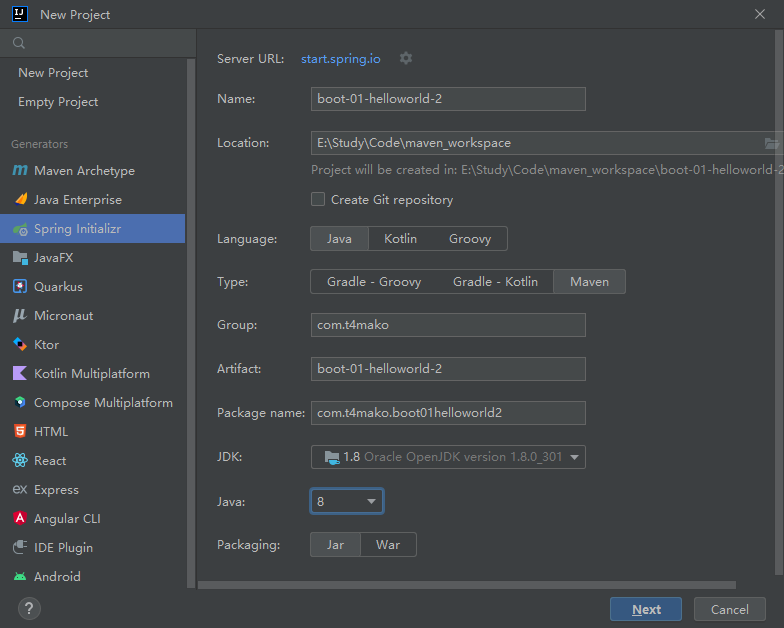 New Project
New Project
Empty Project
Generators
Maven Archetype
Java Enterprise
Spring Initializr
JavaFX
Quarkus
Micronaut
Ktor
Kotlin Multiplatform
Compose Multiplatform
HTML
React
ex Express
Angular CLI
IDE Plugin
Android
Server URL: start.spring.io
Name: boot-01-helloworld-2
Location: E:\Study\Code\maven_workspace
Project will be created in: E:\Study\Code\maven_workspace\boot-01-helloworld-2
Create Git repository
Language: Java Kotlin Groovy
Type: Gradle - Groovy Gradle - Kotlin Maven
Group: com.t4mako
Artifact: boot-01-helloworld-2
Package name: com.t4mako.boot01helloworld2
JDK: 1.8 Oracle OpenJDK version 1.8.0_301
Java: 8
Packaging: Jar War
? Next Cancel